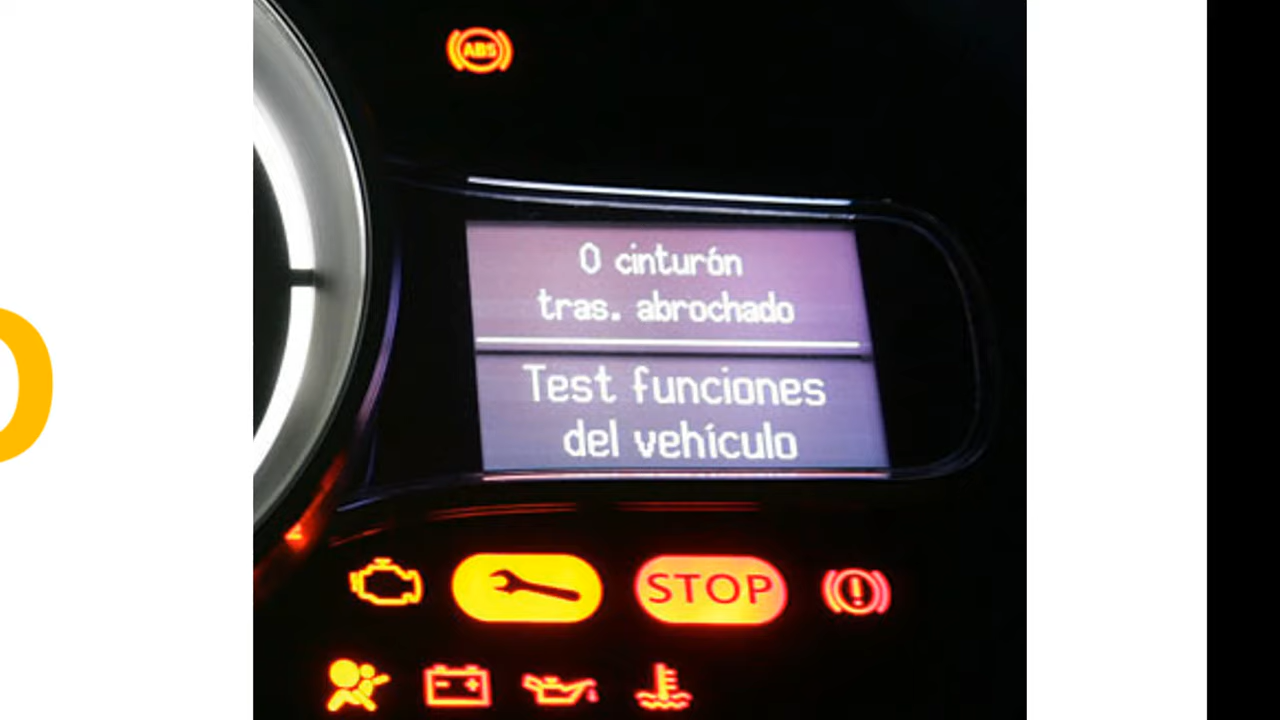 ABS
0 cinturón
tras. abrochado
Test funciones
del vehículo
STOP